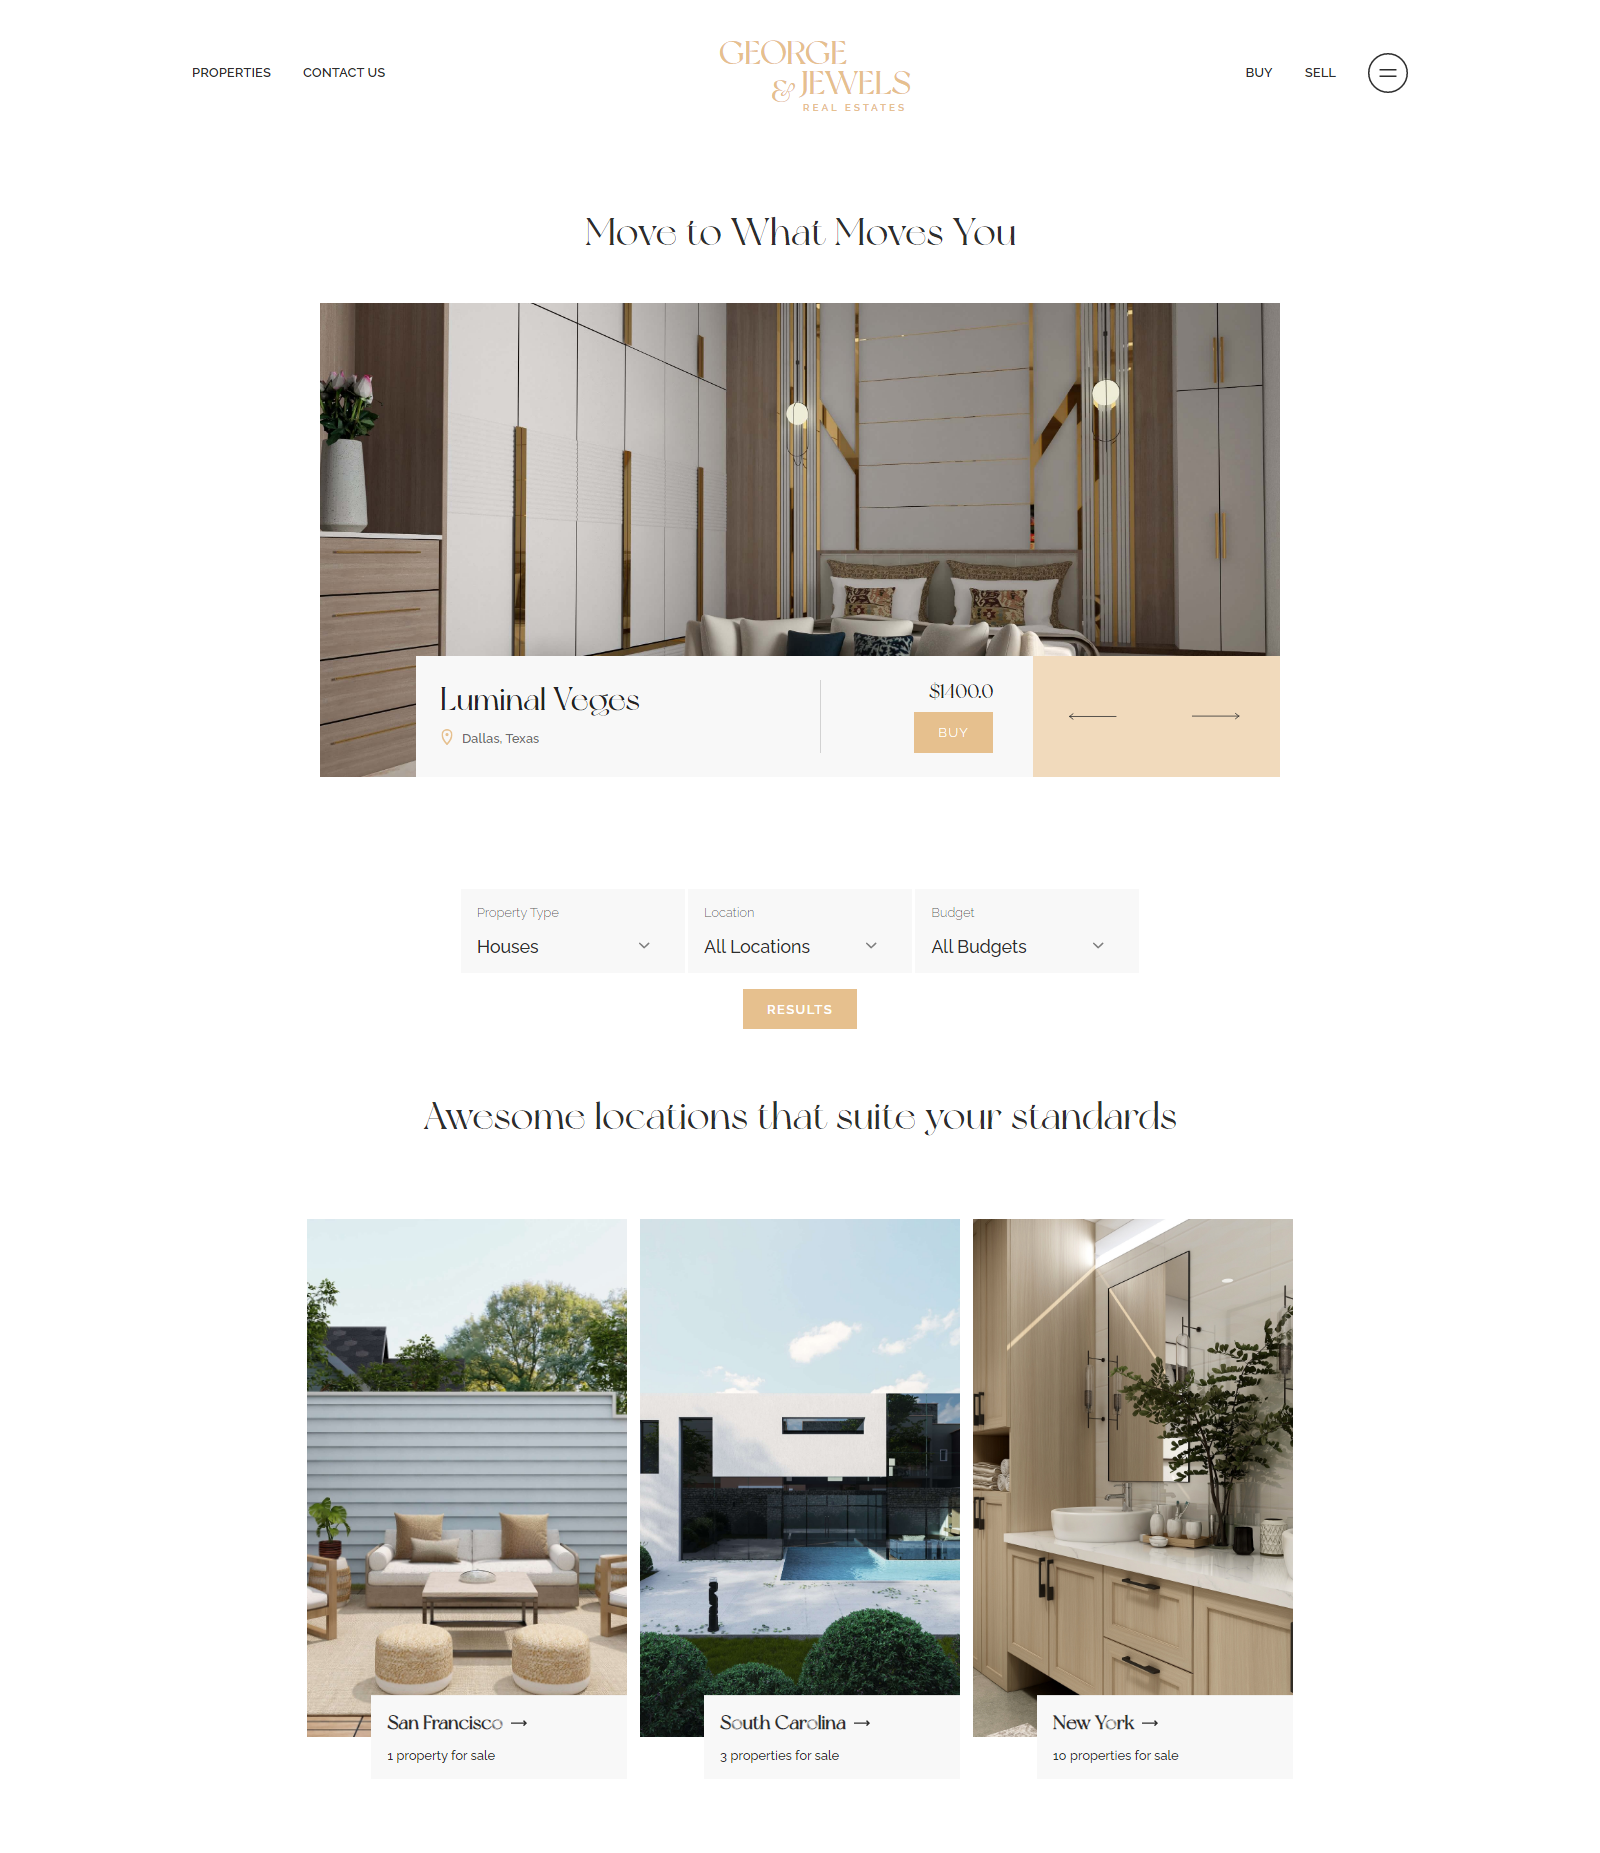 PROPERTIES CONTACT US
GEORGE
& JEWELS
REAL ESTATES
BUY SELL
Move to What Moves You
Luminal Veges
Dallas, Texas
$1400.0
BUY
Property Type
Houses
Location
All Locations
Budget
All Budgets
RESULTS
Awesome locations that suite your standards
San Francisco →
1 property for sale
South Carolina →
3 properties for sale
New York →
10 properties for sale